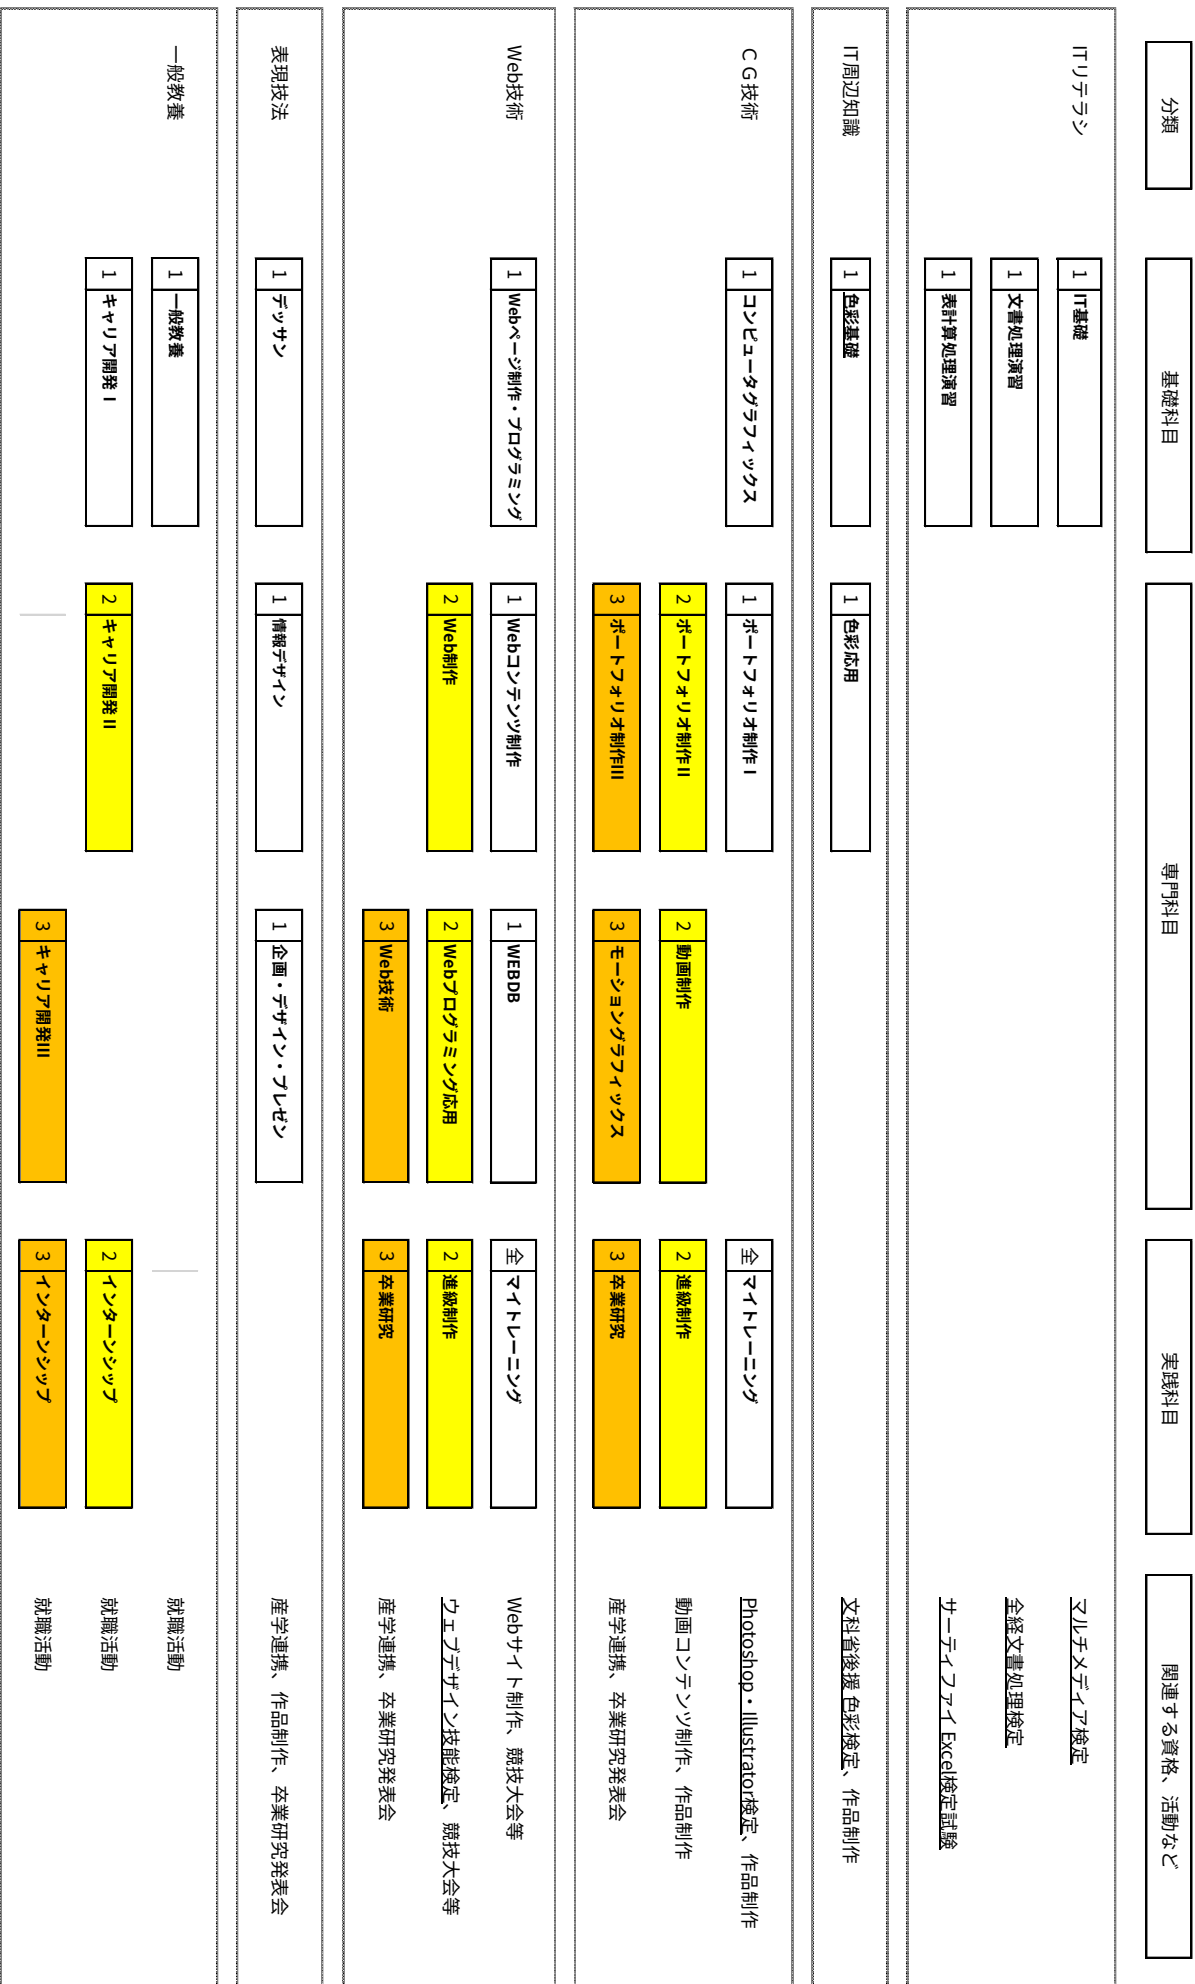 分類
基礎科目
専門科目
実践科目
関連する資格、活動など
ITリテラシ
1 IT基礎
マルチメディア検定
1 文書処理演習
全経文書処理検定
1 表計算処理演習
サーティファイ Excel検定試験
IT周辺知識
1 色彩基礎
1 色彩応用
文科省後援 色彩検定、作品制作
ＣＧ技術
1 コンピュータグラフィックス
1 ポートフォリオ制作Ⅰ
全 マイトレーニング
Photoshop・Illustrator検定、作品制作
2 ポートフォリオ制作Ⅱ
2 動画制作
2 進級制作
動画コンテンツ制作、作品制作
3 ポートフォリオ制作Ⅲ
3 モーショングラフィックス
3 卒業研究
産学連携、卒業研究発表会
Web技術
1 Webページ制作・プログラミング
1 Webコンテンツ制作
1 WEBDB
全 マイトレーニング
Webサイト制作、競技大会等
2 Web制作
2 Webプログラミング応用
2 進級制作
ウェブデザイン技能検定、競技大会等
3 Web技術
3 卒業研究
産学連携、卒業研究発表会
表現技法
1 デッサン
1 情報デザイン
1 企画・デザイン・プレゼン
産学連携、作品制作、卒業研究発表会
一般教養
1 一般教養
就職活動
1 キャリア開発Ⅰ
2 キャリア開発Ⅱ
2 インターンシップ
就職活動
3 キャリア開発Ⅲ
3 インターンシップ
就職活動